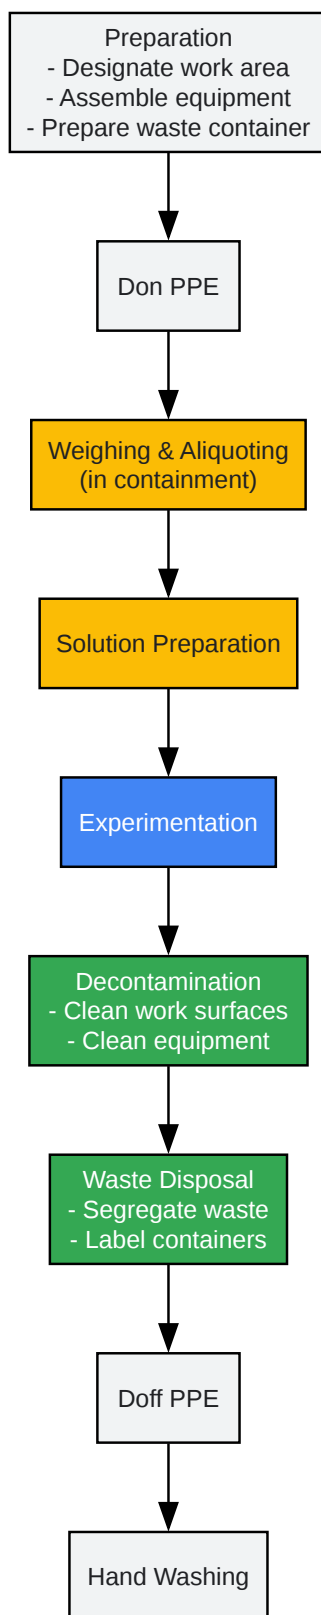 Preparation
- Designate work area
- Assemble equipment
- Prepare waste container
Don PPE
Weighing & Aliquoting
(in containment)
Solution Preparation
Experimentation
Decontamination
- Clean work surfaces
- Clean equipment
Waste Disposal
- Segregate waste
- Label containers
Doff PPE
Hand Washing